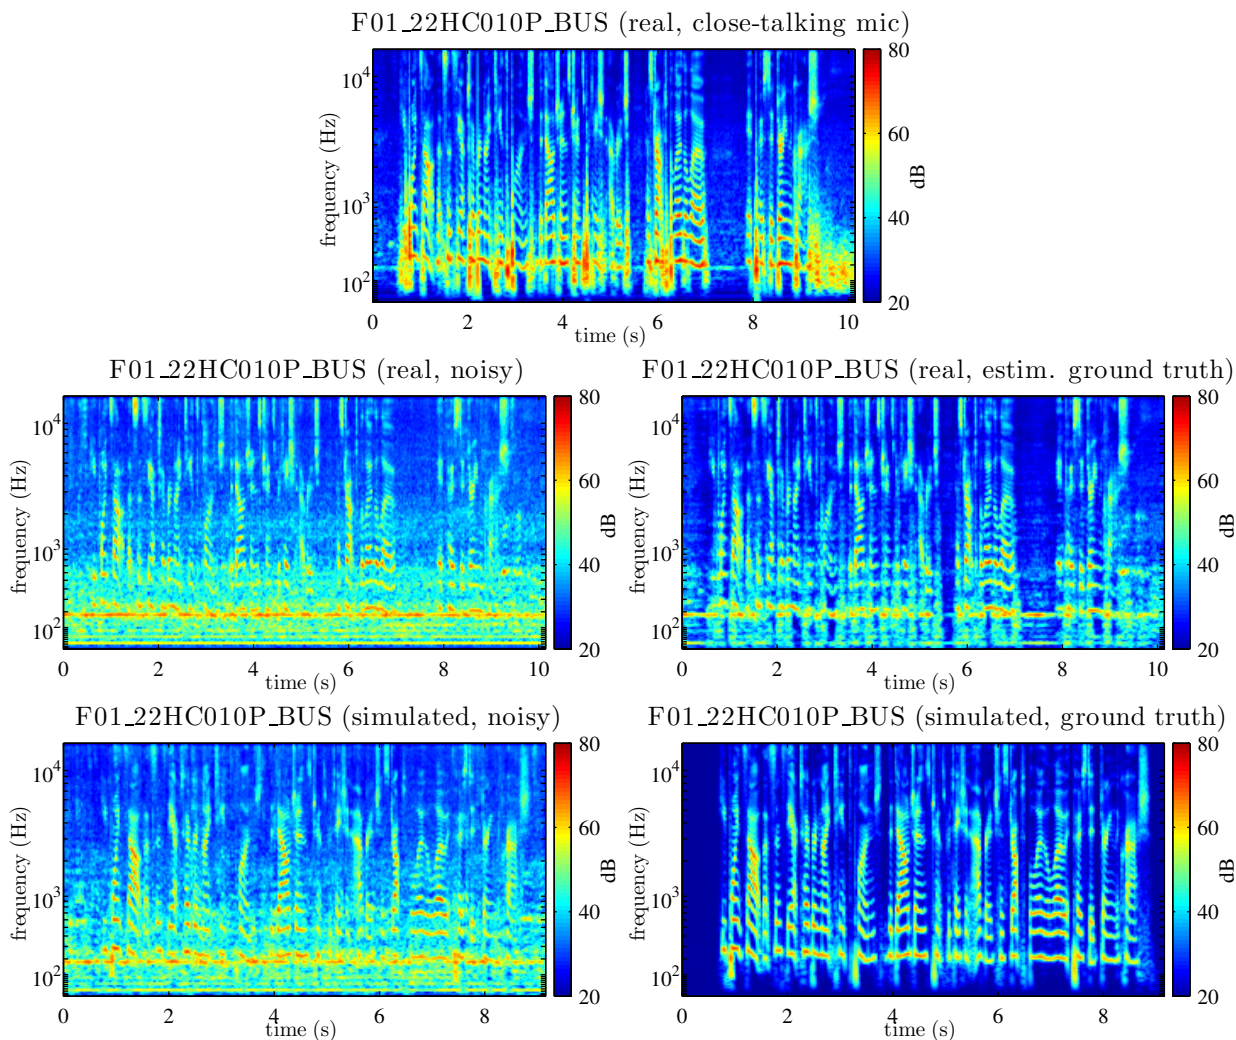 F01_22HC010P_BUS (real, close-talking mic)
frequency (Hz)
10^4
10^3
10^2
0 2 4 6 8 10
time (s)
80
60
40
20
dB
F01_22HC010P_BUS (real, noisy)
frequency (Hz)
10^4
10^3
10^2
0 2 4 6 8 10
time (s)
80
60
40
20
dB
F01_22HC010P_BUS (real, estim. ground truth)
frequency (Hz)
10^4
10^3
10^2
0 2 4 6 8 10
time (s)
80
60
40
20
dB
F01_22HC010P_BUS (simulated, noisy)
frequency (Hz)
10^4
10^3
10^2
0 2 4 6 8
time (s)
80
60
40
20
dB
F01_22HC010P_BUS (simulated, ground truth)
frequency (Hz)
10^4
10^3
10^2
0 2 4 6 8
time (s)
80
60
40
20
dB